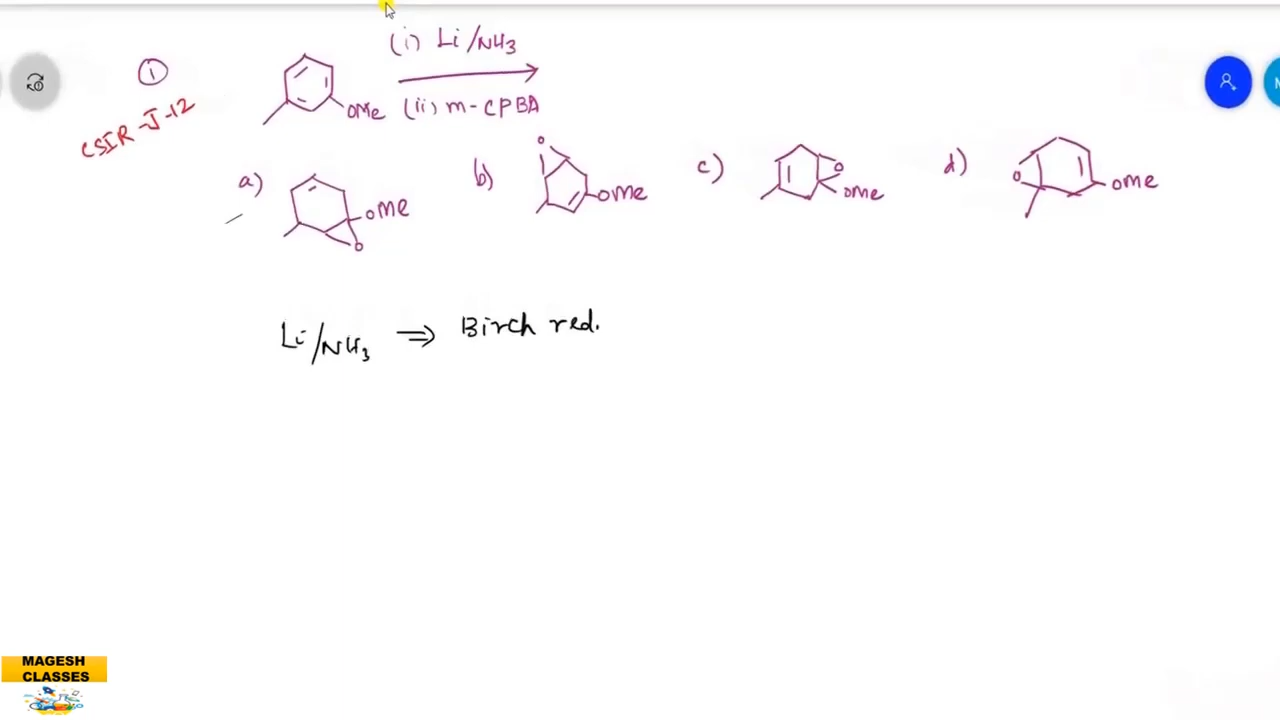 (i) Li/NH3
①
OMe
(ii) m-CPBA
CSIR-J-12
a)
OMe
O
b)
O
OMe
c)
O
OMe
d)
O
OMe
Li/NH3 ⇒ Birch red.
MAGESH
CLASSES